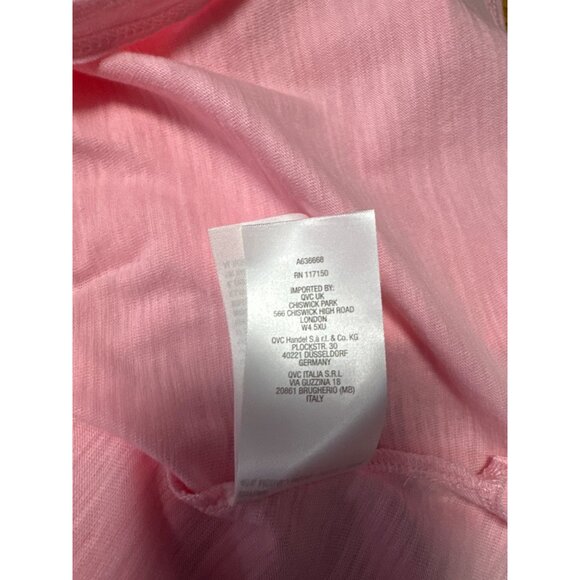 A636668
RN 117150
IMPORTED BY:
QVC UK
CHISWICK PARK
566 CHISWICK HIGH ROAD
LONDON
W4 5XU
QVC Handel S.à r.l. & Co. KG
PLOCKSTR. 30
40221 DUSSELDORF
GERMANY
QVC ITALIA S.R.L
VIA GUZZINA 18
20861 BRUGHERIO (MB)
ITALY